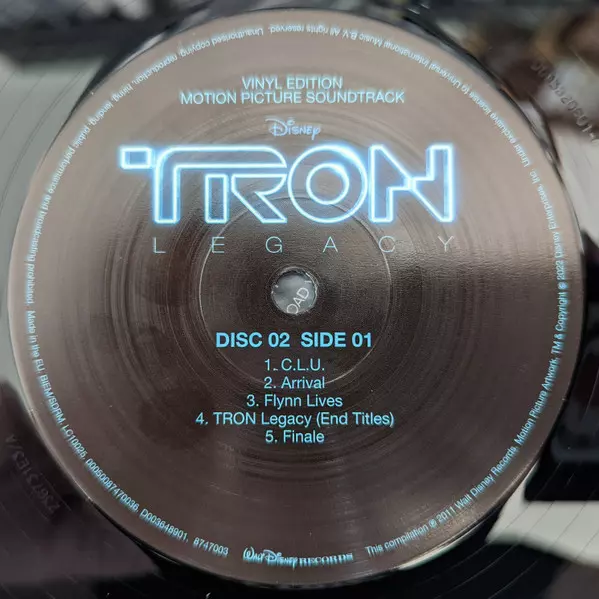 VINYL EDITION
MOTION PICTURE SOUNDTRACK
Disney
TRON
LEGACY
DISC 02 SIDE 01
1. C.L.U.
2. Arrival
3. Flynn Lives
4. TRON Legacy (End Titles)
5. Finale
WALT DISNEY RECORDS
This compilation ℗ 2011 Walt Disney Records. Motion Picture Artwork, TM & Copyright © 2022 Disney Enterprises, Inc. Under exclusive license to Universal International Music B.V. All rights reserved. Unauthorised copying, reproduction, hiring, lending, public performance and broadcasting prohibited. Made in the EU. BIEM/SDRM. LC10026. 00050087470036. D003648901. 8747003